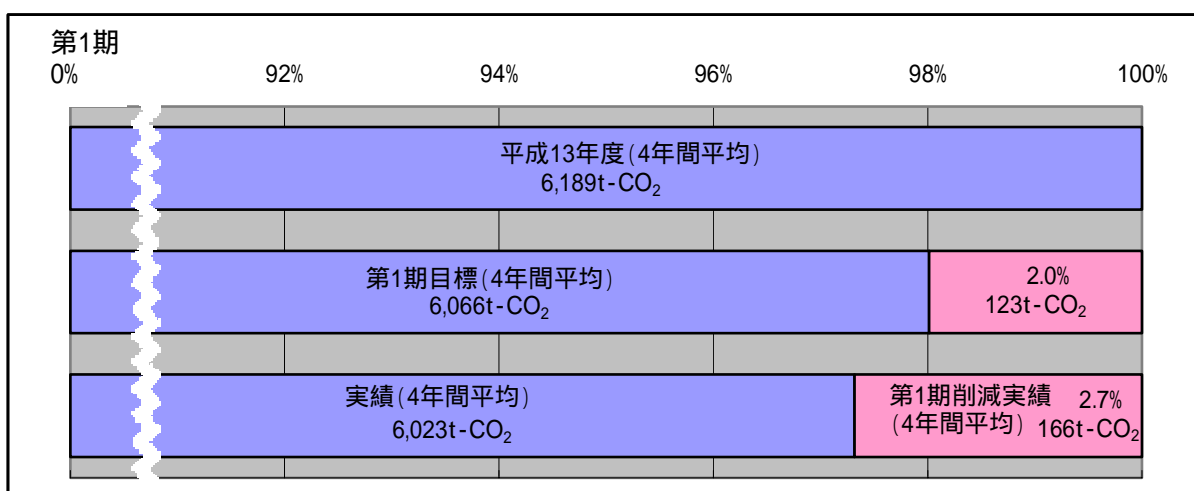 第1期
0% 92% 94% 96% 98% 100%
平成13年度(4年間平均)
6,189t-CO₂
第1期目標(4年間平均)
6,066t-CO₂
2.0%
123t-CO₂
実績(4年間平均)
6,023t-CO₂
第1期削減実績 2.7%
(4年間平均) 166t-CO₂